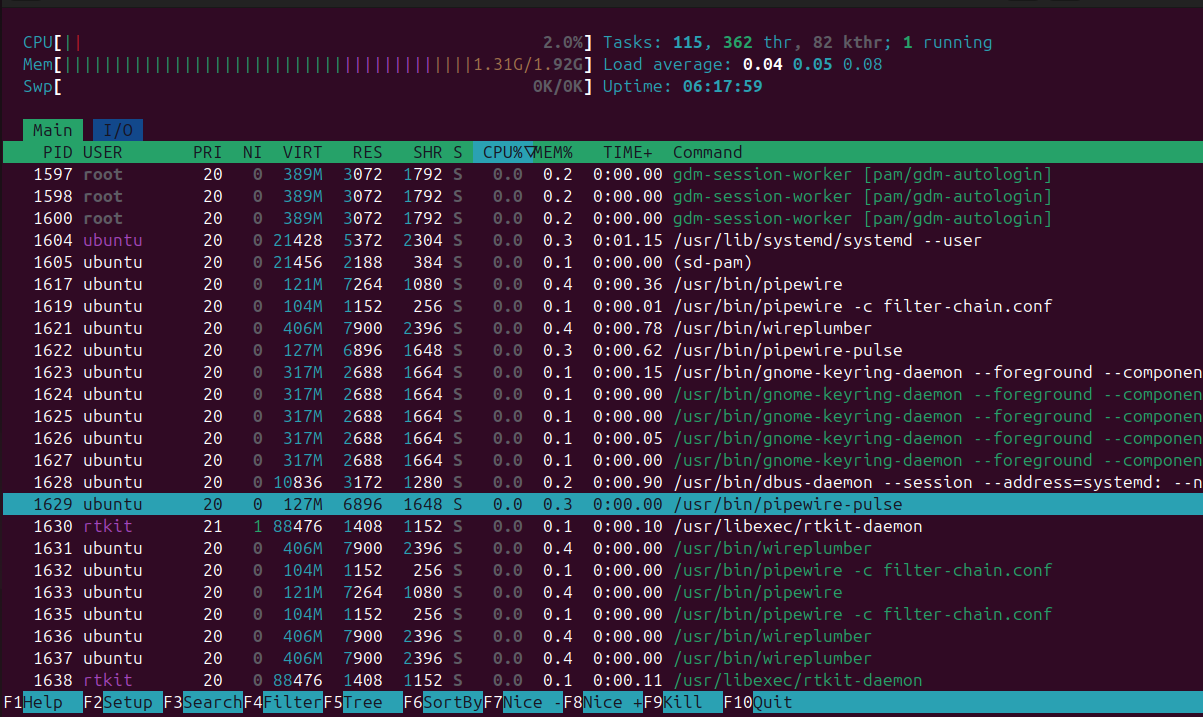 CPU[|| 2.0%] Tasks: 115, 362 thr, 82 kthr; 1 running
Mem[|||||||||||||||||||||||||||||||||||||||||1.31G/1.92G] Load average: 0.04 0.05 0.08
Swp[ 0K/0K] Uptime: 06:17:59
Main I/O
PID USER PRI NI VIRT RES SHR S CPU%▽MEM% TIME+ Command
1597 root 20 0 389M 3072 1792 S 0.0 0.2 0:00.00 gdm-session-worker [pam/gdm-autologin]
1598 root 20 0 389M 3072 1792 S 0.0 0.2 0:00.00 gdm-session-worker [pam/gdm-autologin]
1600 root 20 0 389M 3072 1792 S 0.0 0.2 0:00.00 gdm-session-worker [pam/gdm-autologin]
1604 ubuntu 20 0 21428 5372 2304 S 0.0 0.3 0:01.15 /usr/lib/systemd/systemd --user
1605 ubuntu 20 0 21456 2188 384 S 0.0 0.1 0:00.00 (sd-pam)
1617 ubuntu 20 0 121M 7264 1080 S 0.0 0.4 0:00.36 /usr/bin/pipewire
1619 ubuntu 20 0 104M 1152 256 S 0.0 0.1 0:00.01 /usr/bin/pipewire -c filter-chain.conf
1621 ubuntu 20 0 406M 7900 2396 S 0.0 0.4 0:00.78 /usr/bin/wireplumber
1622 ubuntu 20 0 127M 6896 1648 S 0.0 0.3 0:00.62 /usr/bin/pipewire-pulse
1623 ubuntu 20 0 317M 2688 1664 S 0.0 0.1 0:00.15 /usr/bin/gnome-keyring-daemon --foreground --componen
1624 ubuntu 20 0 317M 2688 1664 S 0.0 0.1 0:00.00 /usr/bin/gnome-keyring-daemon --foreground --componen
1625 ubuntu 20 0 317M 2688 1664 S 0.0 0.1 0:00.00 /usr/bin/gnome-keyring-daemon --foreground --componen
1626 ubuntu 20 0 317M 2688 1664 S 0.0 0.1 0:00.05 /usr/bin/gnome-keyring-daemon --foreground --componen
1627 ubuntu 20 0 317M 2688 1664 S 0.0 0.1 0:00.00 /usr/bin/gnome-keyring-daemon --foreground --componen
1628 ubuntu 20 0 10836 3172 1280 S 0.0 0.2 0:00.90 /usr/bin/dbus-daemon --session --address=systemd: --n
1629 ubuntu 20 0 127M 6896 1648 S 0.0 0.3 0:00.00 /usr/bin/pipewire-pulse
1630 rtkit 21 1 88476 1408 1152 S 0.0 0.1 0:00.10 /usr/libexec/rtkit-daemon
1631 ubuntu 20 0 406M 7900 2396 S 0.0 0.4 0:00.00 /usr/bin/wireplumber
1632 ubuntu 20 0 104M 1152 256 S 0.0 0.1 0:00.00 /usr/bin/pipewire -c filter-chain.conf
1633 ubuntu 20 0 121M 7264 1080 S 0.0 0.4 0:00.00 /usr/bin/pipewire
1635 ubuntu 20 0 104M 1152 256 S 0.0 0.1 0:00.00 /usr/bin/pipewire -c filter-chain.conf
1636 ubuntu 20 0 406M 7900 2396 S 0.0 0.4 0:00.00 /usr/bin/wireplumber
1637 ubuntu 20 0 406M 7900 2396 S 0.0 0.4 0:00.00 /usr/bin/wireplumber
1638 rtkit 20 0 88476 1408 1152 S 0.0 0.1 0:00.11 /usr/libexec/rtkit-daemon
F1Help F2Setup F3SearchF4FilterF5Tree F6SortByF7Nice -F8Nice +F9Kill F10Quit